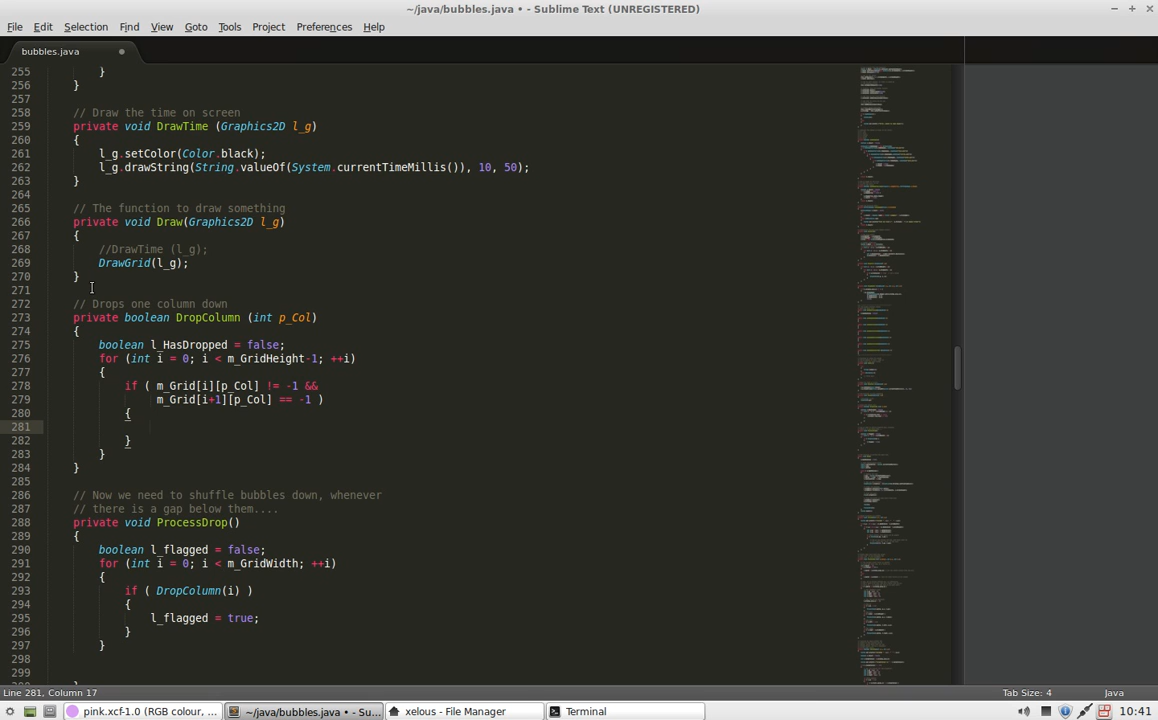 ~/java/bubbles.java • - Sublime Text (UNREGISTERED)
File Edit Selection Find View Goto Tools Project Preferences Help
bubbles.java
255 }
256 }
257
258 // Draw the time on screen
259 private void DrawTime (Graphics2D l_g)
260 {
261 l_g.setColor(Color.black);
262 l_g.drawString(String.valueOf(System.currentTimeMillis()), 10, 50);
263 }
264
265 // The function to draw something
266 private void Draw(Graphics2D l_g)
267 {
268 //DrawTime (l_g);
269 DrawGrid(l_g);
270 }
271
272 // Drops one column down
273 private boolean DropColumn (int p_Col)
274 {
275 boolean l_HasDropped = false;
276 for (int i = 0; i < m_GridHeight-1; ++i)
277 {
278 if ( m_Grid[i][p_Col] != -1 &&
279 m_Grid[i+1][p_Col] == -1 )
280 {
281
282 }
283 }
284 }
285
286 // Now we need to shuffle bubbles down, whenever
287 // there is a gap below them....
288 private void ProcessDrop()
289 {
290 boolean l_flagged = false;
291 for (int i = 0; i < m_GridWidth; ++i)
292 {
293 if ( DropColumn(i) )
294 {
295 l_flagged = true;
296 }
297 }
298
299
Line 281, Column 17 Tab Size: 4 Java
pink.xcf-1.0 (RGB colour, ... ~/java/bubbles.java • - Su... xelous - File Manager Terminal 10:41